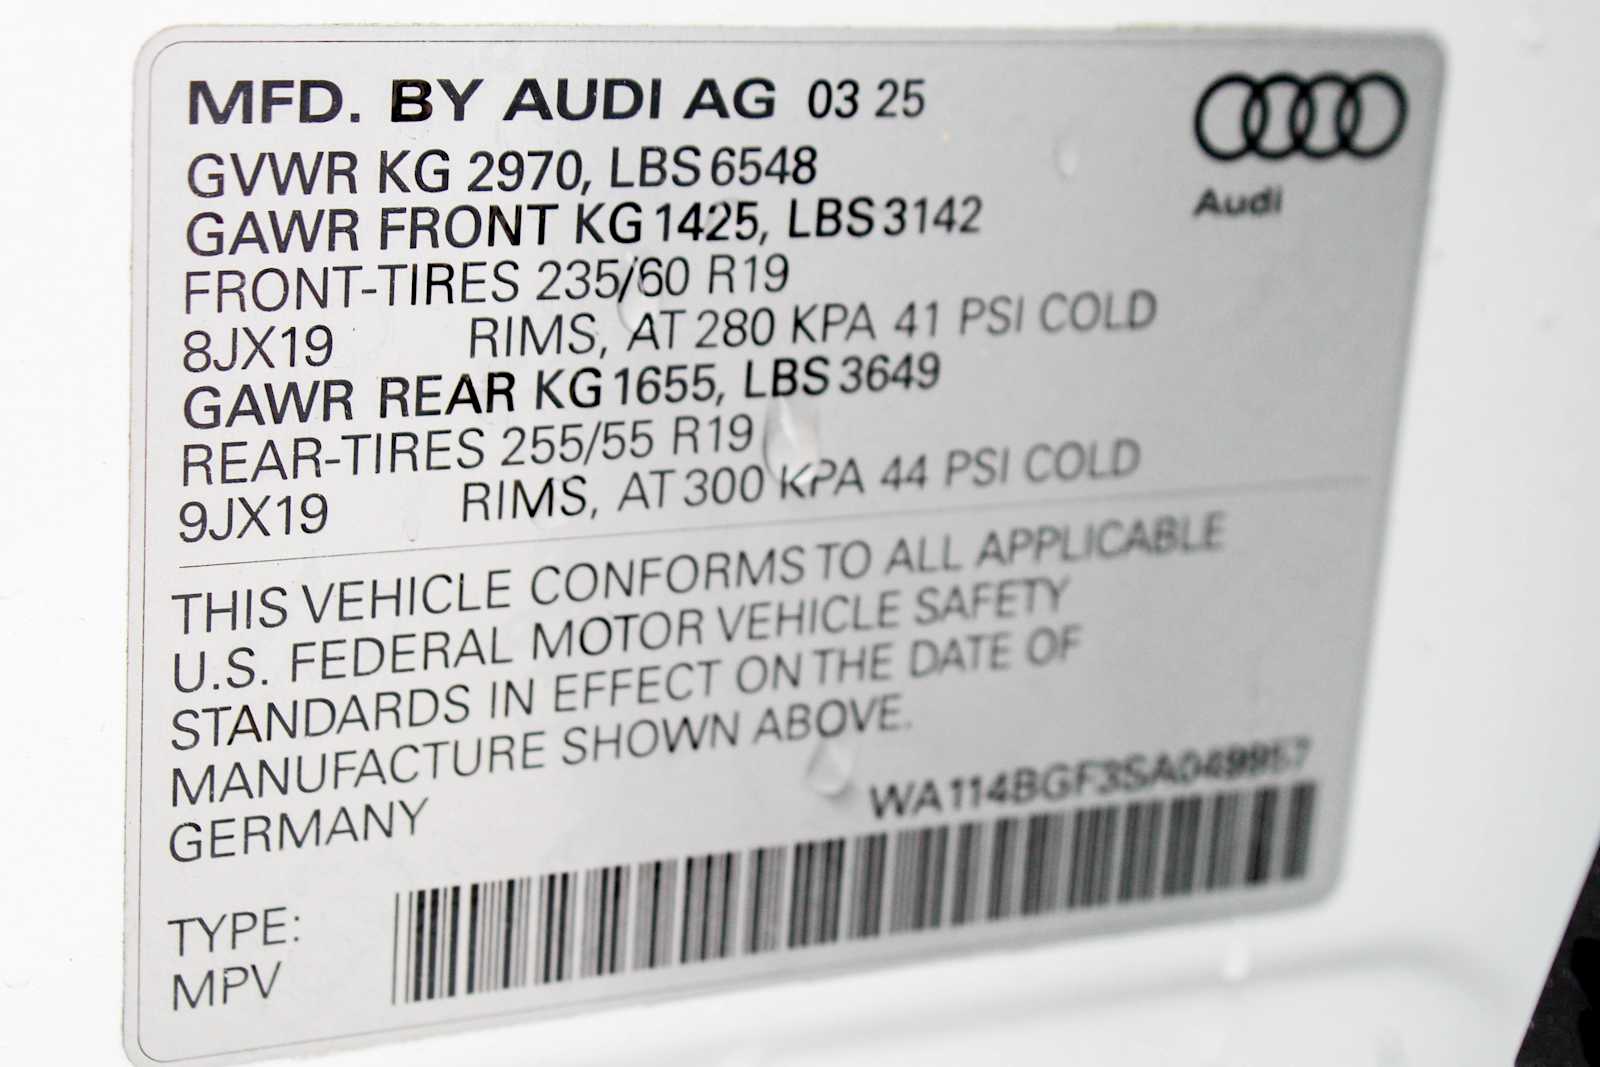 MFD. BY AUDI AG 03 25
GVWR KG 2970, LBS 6548
GAWR FRONT KG 1425, LBS 3142
FRONT-TIRES 235/60 R19
8JX19 RIMS, AT 280 KPA 41 PSI COLD
GAWR REAR KG 1655, LBS 3649
REAR-TIRES 255/55 R19
9JX19 RIMS, AT 300 KPA 44 PSI COLD
Audi
THIS VEHICLE CONFORMS TO ALL APPLICABLE
U.S. FEDERAL MOTOR VEHICLE SAFETY
STANDARDS IN EFFECT ON THE DATE OF
MANUFACTURE SHOWN ABOVE.
GERMANY
WA114BGF3SA049957
TYPE:
MPV